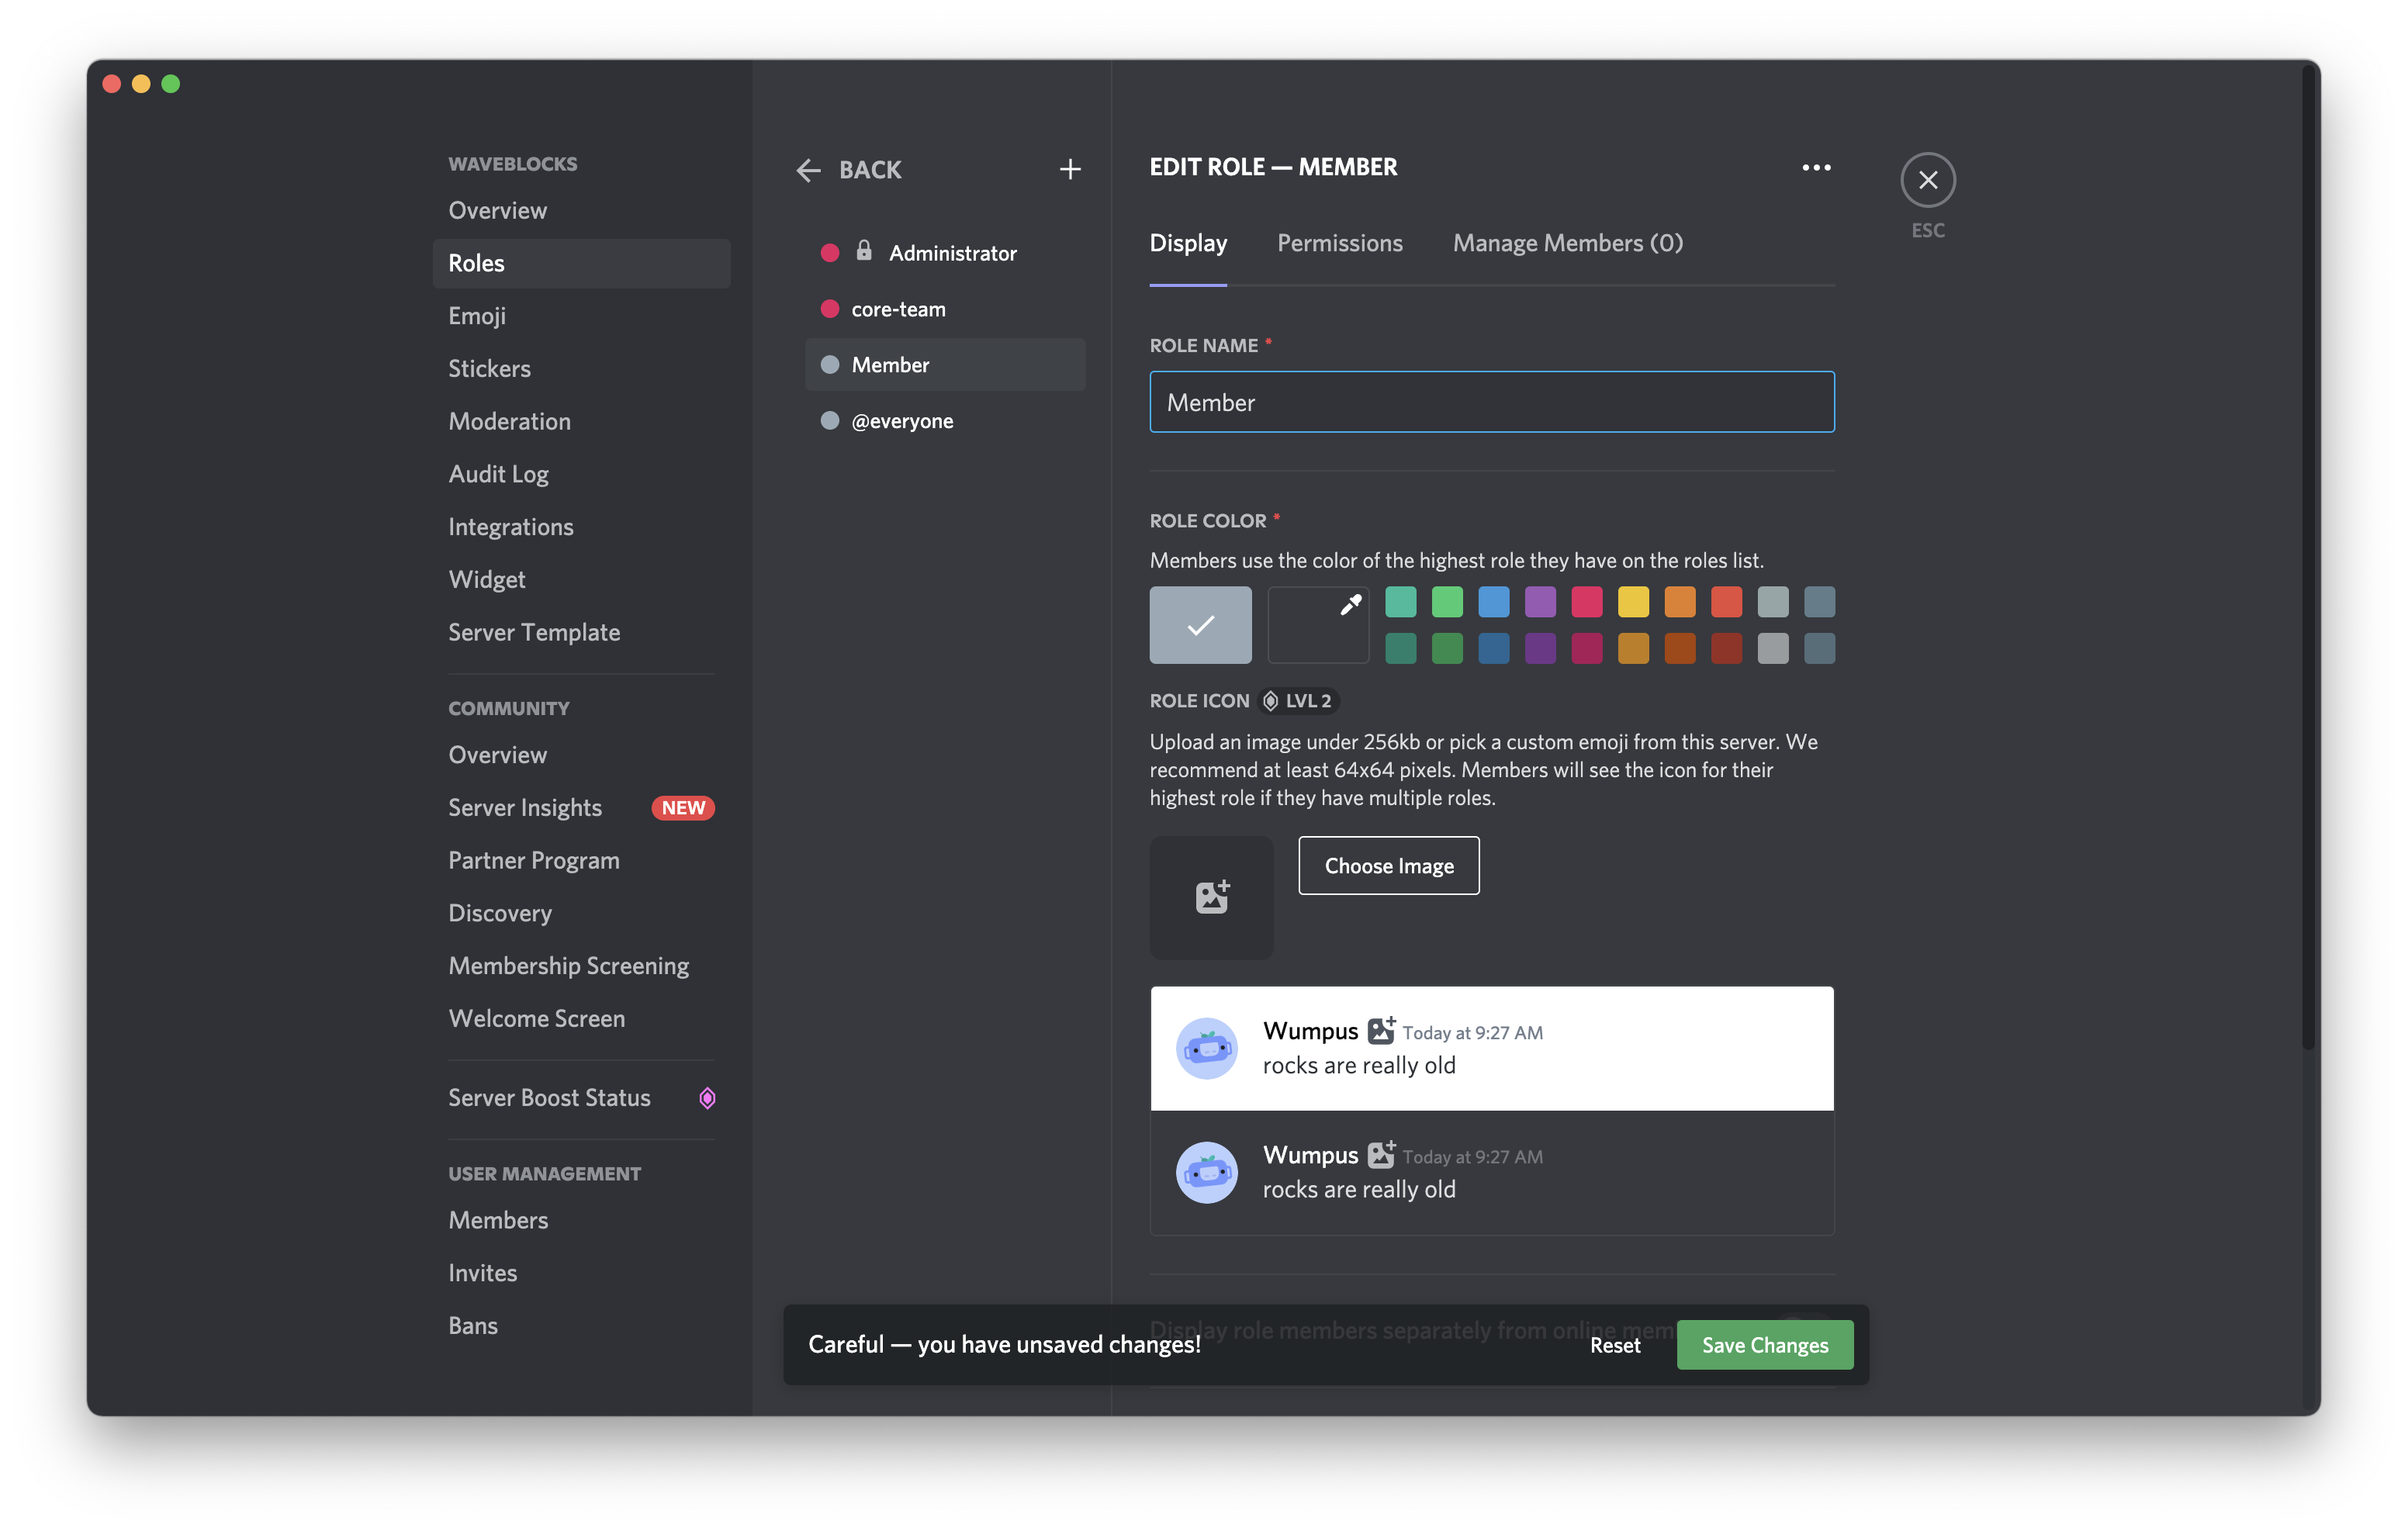 WAVEBLOCKS
Overview
Roles
Emoji
Stickers
Moderation
Audit Log
Integrations
Widget
Server Template
COMMUNITY
Overview
Server Insights NEW
Partner Program
Discovery
Membership Screening
Welcome Screen
Server Boost Status
USER MANAGEMENT
Members
Invites
Bans
BACK
Administrator
core-team
Member
@everyone
EDIT ROLE — MEMBER
ESC
Display Permissions Manage Members (0)
ROLE NAME *
Member
ROLE COLOR *
Members use the color of the highest role they have on the roles list.
ROLE ICON LVL 2
Upload an image under 256kb or pick a custom emoji from this server. We
recommend at least 64x64 pixels. Members will see the icon for their
highest role if they have multiple roles.
Choose Image
Wumpus Today at 9:27 AM
rocks are really old
Wumpus Today at 9:27 AM
rocks are really old
Display role members separately from online mem
Careful — you have unsaved changes! Reset Save Changes